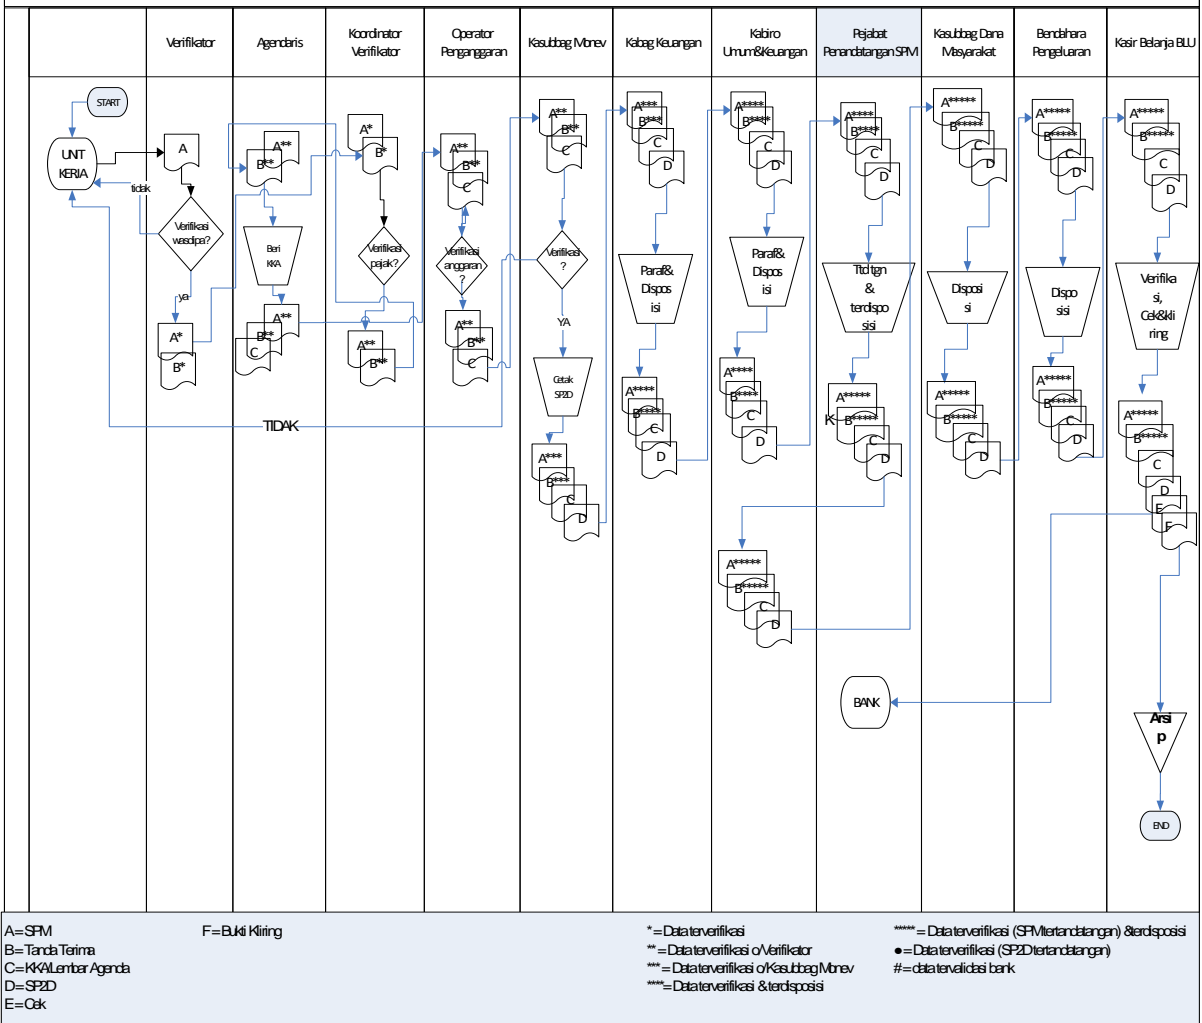 Verifikator
Agendaris
Koordinator
Verifikator
Operator
Penganggaran
Kasubbag Monev
Kabag Keuangan
Kabiro
Umum&Keuangan
Pejabat
Penandatangan SPM
Kasubbag Dana
Masyarakat
Bendahara
Pengeluaran
Kasir Belanja BLU
START
UNIT
KERJA
tidak
A
Verifikasi
wasdipa?
ya
A*
B*
A**
B**
Beri
KKA
A**
B**
C
A*
B*
Verifikasi
pajak?
A**
B**
A**
B**
C
Verifikasi
anggaran
?
A**
B**
C
TIDAK
A**
B**
C
Verifikasi
?
YA
Cetak
SP2D
A***
B***
C
D
A***
B***
C
D
Paraf&
Dispos
isi
A****
B****
C
D
A****
B****
C
D
Paraf&
Dispos
isi
A****
B****
C
D
A*****
B*****
C
D
A****
B****
C
D
Ttd tgn
&
terdispo
sisi
A*****
K
B*****
C
D
BANK
A*****
B*****
C
D
Disposi
si
A*****
B*****
C
D
A*****
B*****
C
D
Dispo
sisi
A*****
B*****
C
D
A*****
B*****
C
D
Verifika
si,
Cek&kli
ring
A*****
B*****
C
D
E
F
Arsi
p
END
A = SPM
B = Tanda Terima
C = KKA/Lembar Agenda
D = SP2D
E = Cek
F = Bukti Kliring
* = Data terverifikasi
** = Data terverifikasi o/Verifikator
*** = Data terverifikasi o/Kasubbag Monev
**** = Data terverifikasi & terdisposisi
***** = Data terverifikasi (SPM tertandatangan) &terdisposisi
● = Data terverifikasi (SP2D tertandatangan)
# = data tervalidasi bank